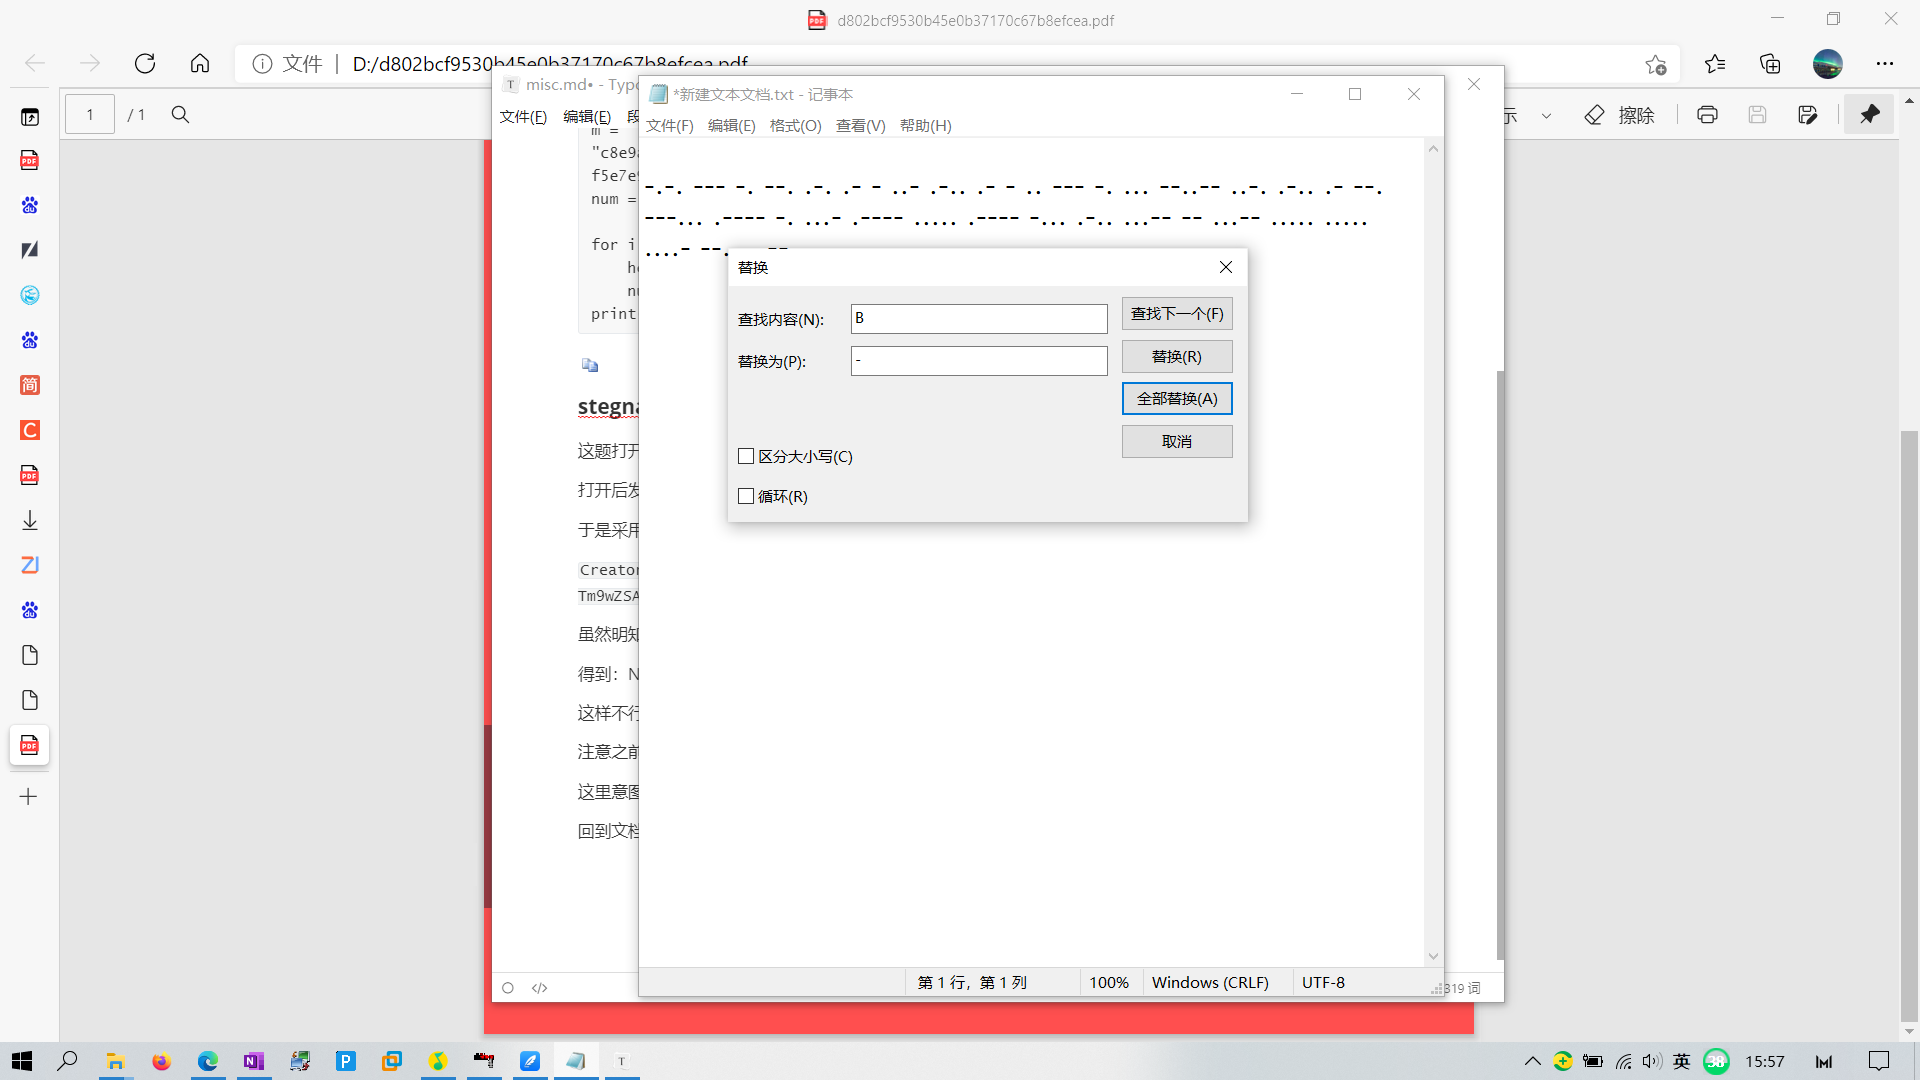 d802bcf9530b45e0b37170c67b8efcea.pdf
文件 | D:/d802bcf9530b45e0b37170c67b8efcea.pdf
1 / 1
示
擦除
misc.md• - Typo
文件(F) 编辑(E) 段
m =
"c8e9a
f5e7e9
num =
for i
print
stegna
这题打开
打开后发
于是采用
Creator
Tm9wZSA
虽然明知
得到：N
这样不行
注意之前
这里意图
回到文档
319 词
*新建文本文档.txt - 记事本
文件(F) 编辑(E) 格式(O) 查看(V) 帮助(H)
-.-. --- -. --. .-. .- - ..- .-.. .- - .. --- -. ... --..-- ..-. .-.. .- --.
---... .---- -. ...- .---- ..... .---- -... .-.. ...-- -- ...-- ..... .....
....- --.
替换
查找内容(N): B
查找下一个(F)
替换为(P): -
替换(R)
全部替换(A)
取消
区分大小写(C)
循环(R)
第 1 行，第 1 列 100% Windows (CRLF) UTF-8
英 38 15:57